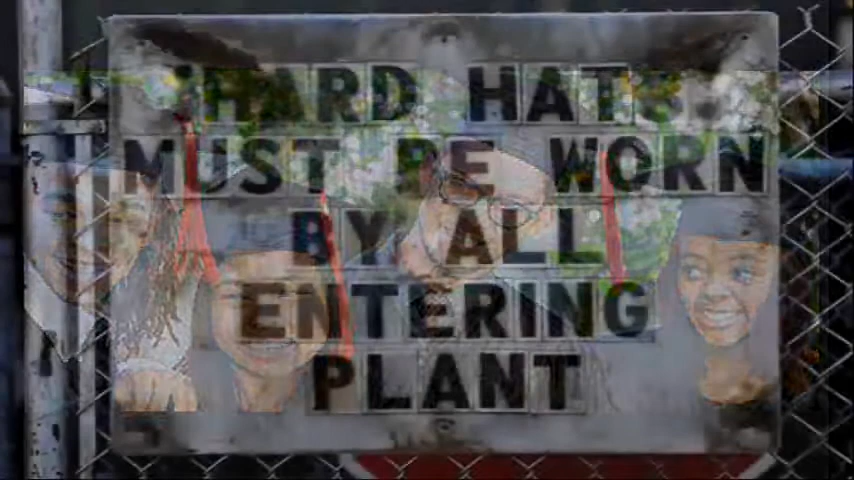 HARD HATS
MUST BE WORN
BY ALL
ENTERING
PLANT